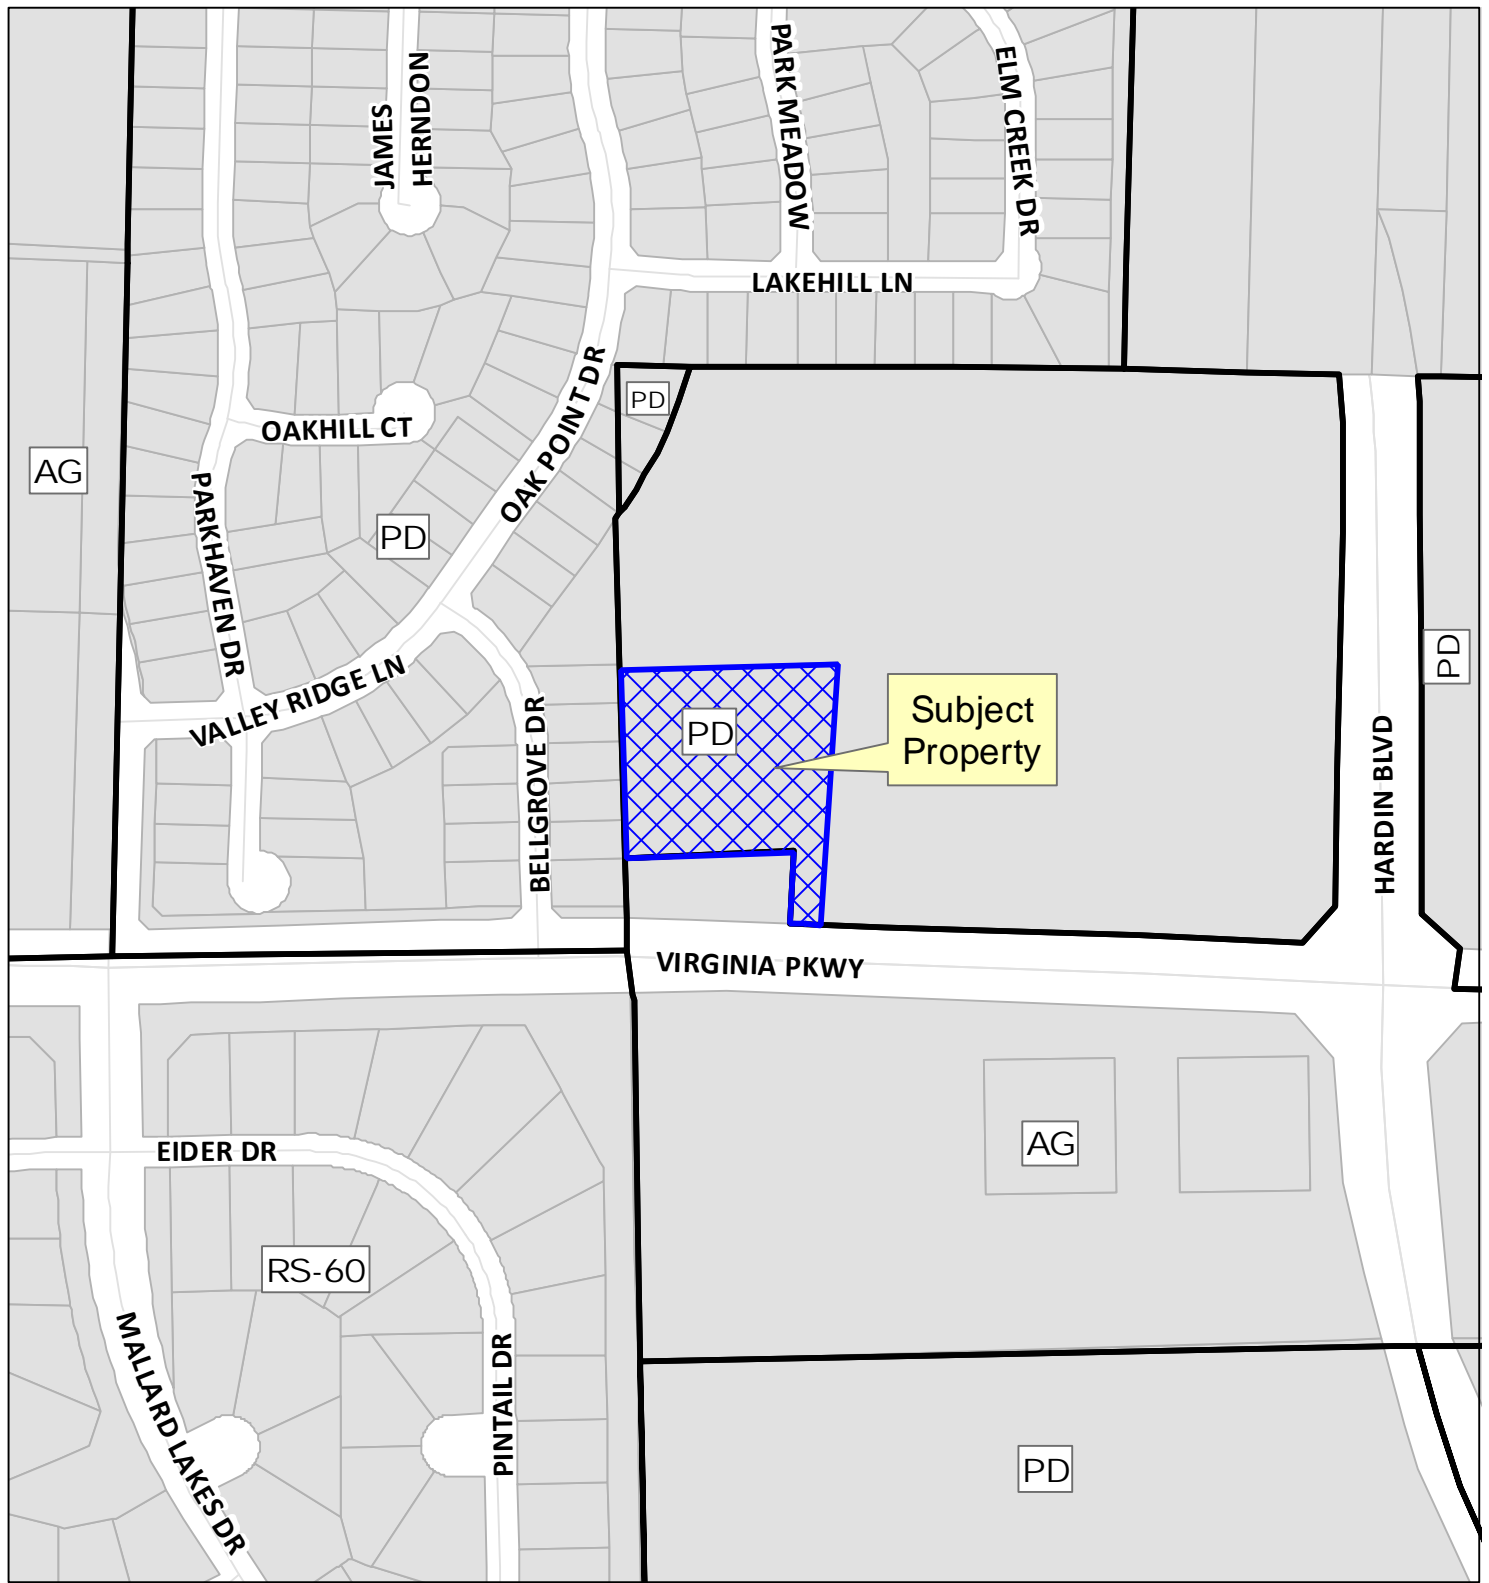 JAMES
HERNDON
PARK MEADOW
ELM CREEK DR
LAKEHILL LN
OAK POINT DR
PD
OAKHILL CT
AG
PARKHAVEN DR
PD
PD
VALLEY RIDGE LN
BELLGROVE DR
PD
Subject
Property
HARDIN BLVD
VIRGINIA PKWY
EIDER DR
AG
RS-60
MALLARD LAKES DR
PINTAIL DR
PD